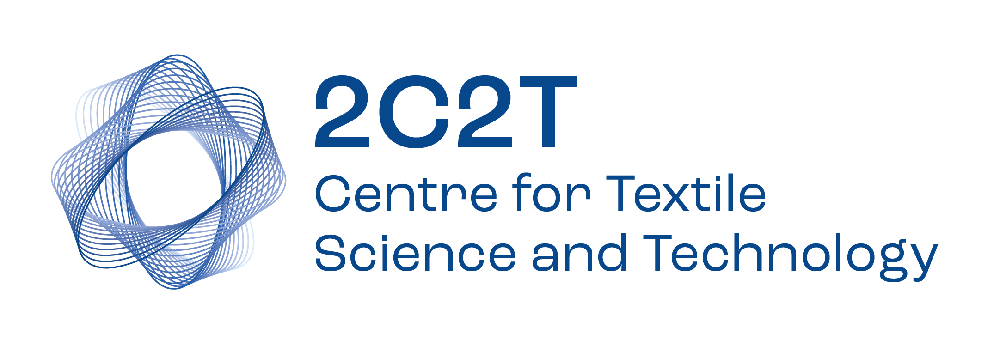 2C2T
Centre for Textile
Science and Technology